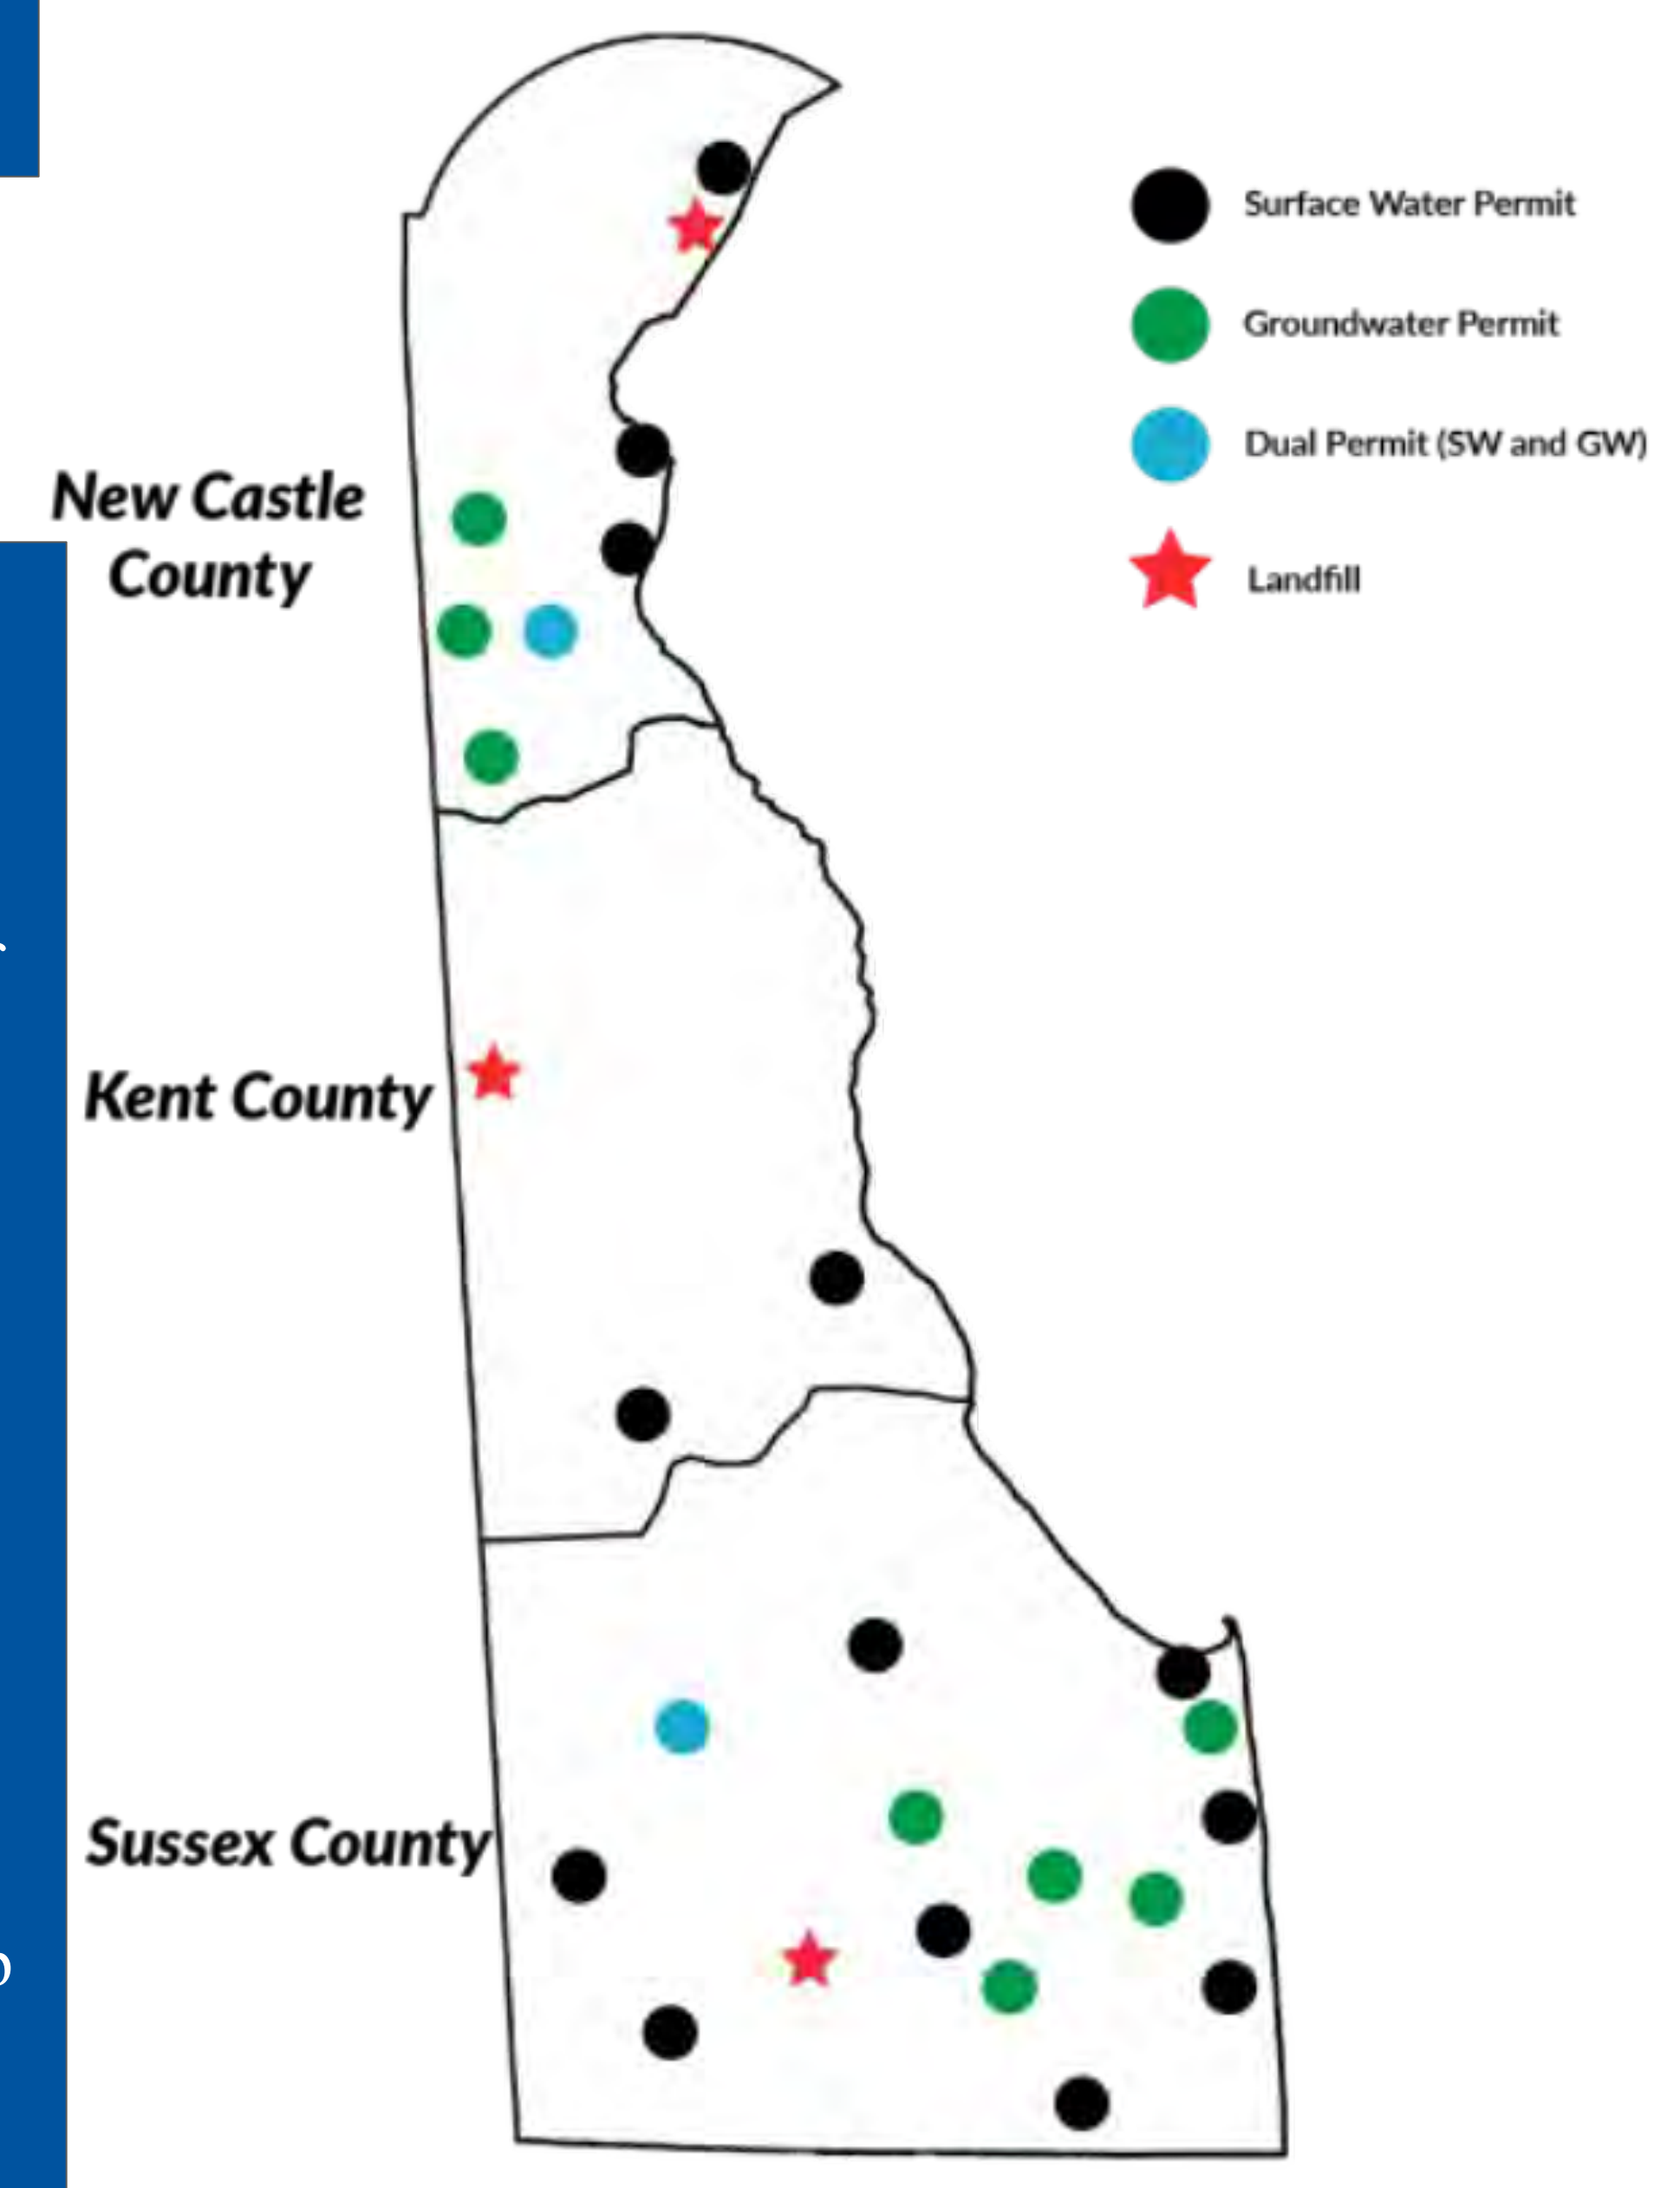 Surface Water Permit
Groundwater Permit
Dual Permit (SW and GW)
Landfill
New Castle
County
Kent County
Sussex County